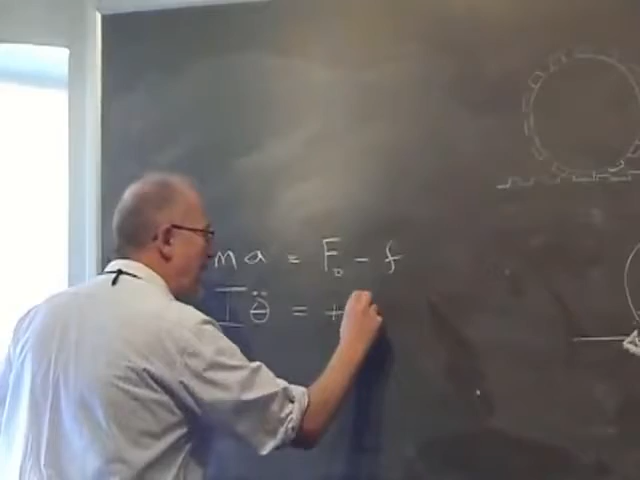 ma = F₀ - f
Iθ̈ = +